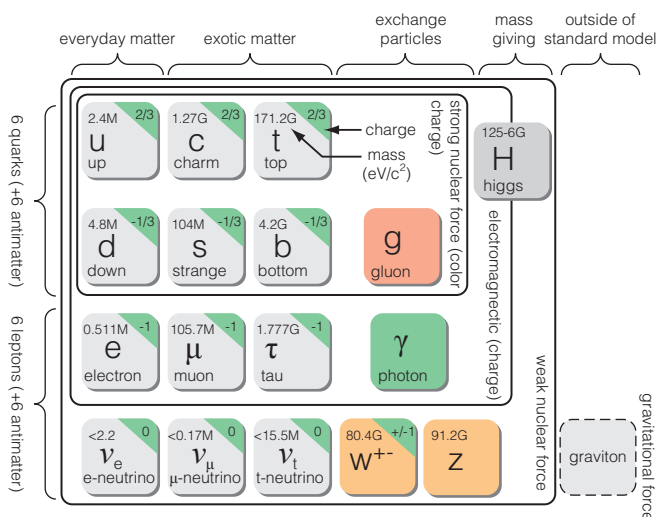 everyday matter
exotic matter
exchange
particles
mass
giving
outside of
standard model
6 quarks (+6 antimatter)
6 leptons (+6 antimatter)
2.4M 2/3
u
up
1.27G 2/3
c
charm
171.2G 2/3
t
top
charge
mass
(eV/c²)
strong nuclear force (color
charge)
125-6G
H
higgs
4.8M -1/3
d
down
104M -1/3
s
strange
4.2G -1/3
b
bottom
g
gluon
electromagnectic (charge)
0.511M -1
e
electron
105.7M -1
μ
muon
1.777G -1
τ
tau
γ
photon
weak nuclear force
<2.2 0
νe
e-neutrino
<0.17M 0
νμ
μ-neutrino
<15.5M 0
νt
t-neutrino
80.4G +/-1
W+-
91.2G
Z
graviton
gravitational force